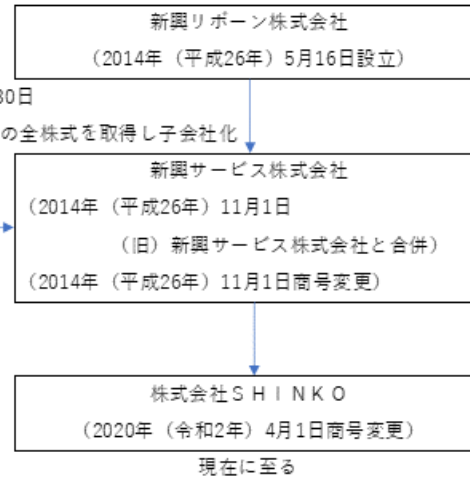 新興リボーン株式会社
（2014年（平成26年）5月16日設立）
30日
の全株式を取得し子会社化
新興サービス株式会社
（2014年（平成26年）11月1日
（旧）新興サービス株式会社と合併）
（2014年（平成26年）11月1日商号変更）
株式会社ＳＨＩＮＫＯ
（2020年（令和2年）4月1日商号変更）
現在に至る